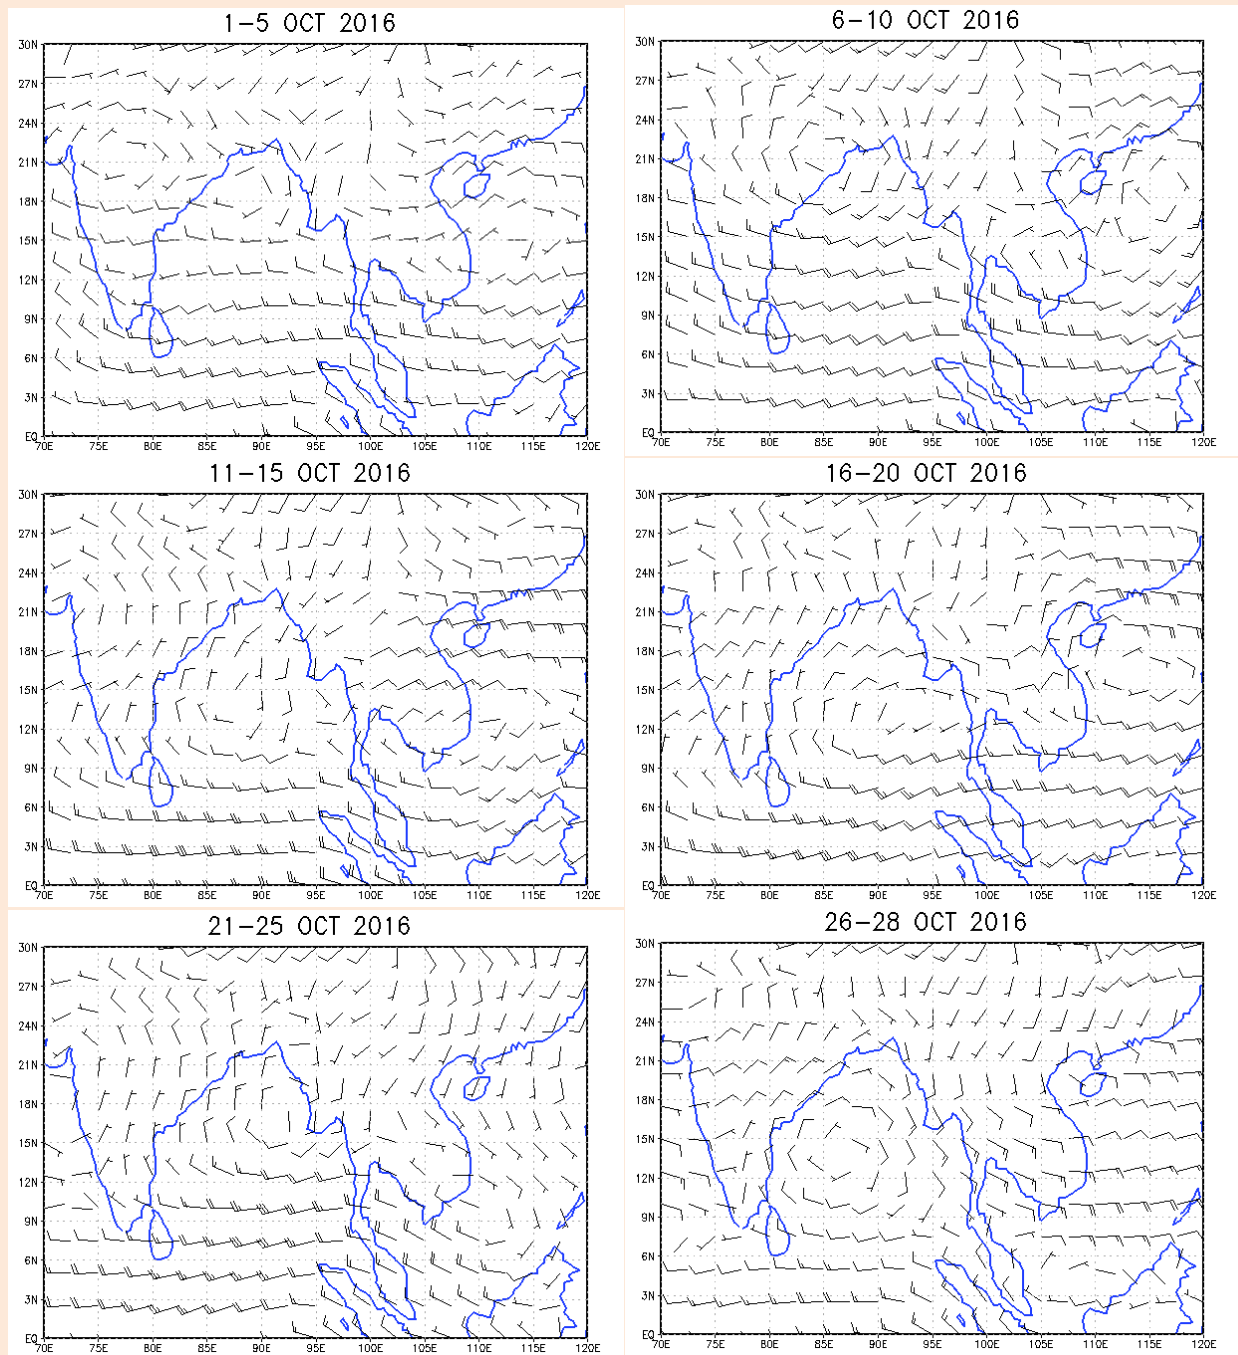 1–5 OCT 2016
30N
27N
24N
21N
18N
15N
12N
9N
6N
3N
EQ
70E 75E 80E 85E 90E 95E 100E 105E 110E 115E 120E
6–10 OCT 2016
30N
27N
24N
21N
18N
15N
12N
9N
6N
3N
EQ
70E 75E 80E 85E 90E 95E 100E 105E 110E 115E 120E
11–15 OCT 2016
30N
27N
24N
21N
18N
15N
12N
9N
6N
3N
EQ
70E 75E 80E 85E 90E 95E 100E 105E 110E 115E 120E
16–20 OCT 2016
30N
27N
24N
21N
18N
15N
12N
9N
6N
3N
EQ
70E 75E 80E 85E 90E 95E 100E 105E 110E 115E 120E
21–25 OCT 2016
30N
27N
24N
21N
18N
15N
12N
9N
6N
3N
EQ
70E 75E 80E 85E 90E 95E 100E 105E 110E 115E 120E
26–28 OCT 2016
30N
27N
24N
21N
18N
15N
12N
9N
6N
3N
EQ
70E 75E 80E 85E 90E 95E 100E 105E 110E 115E 120E